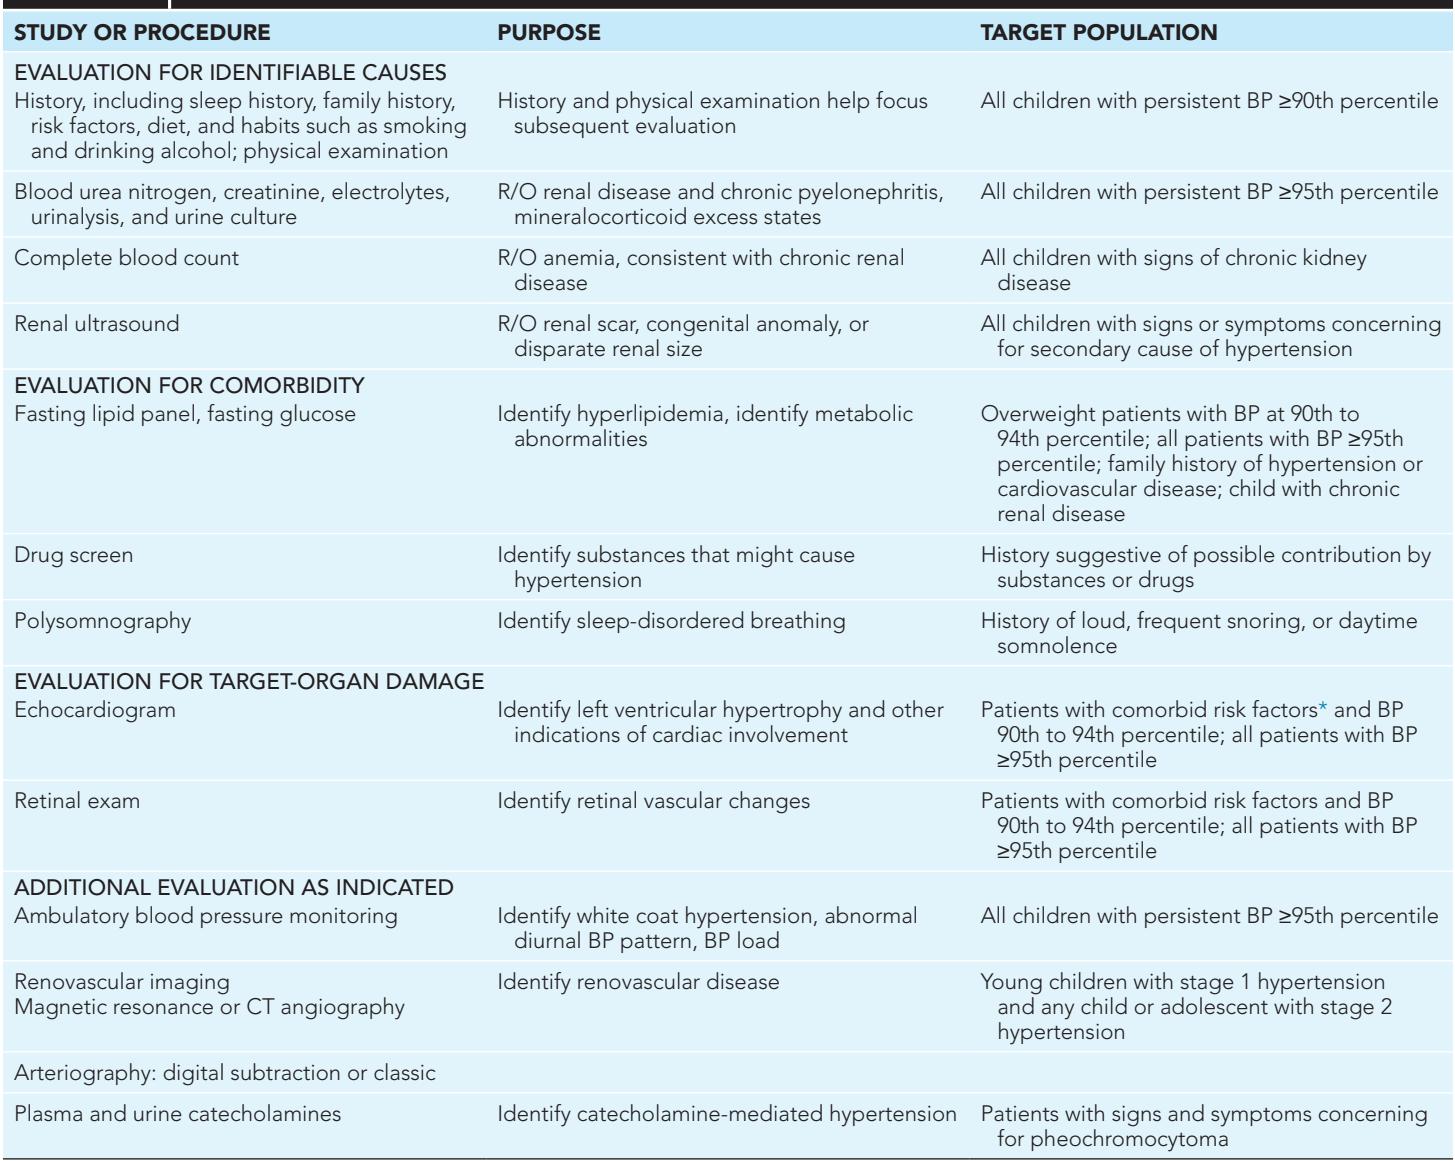 STUDY OR PROCEDURE PURPOSE TARGET POPULATION
EVALUATION FOR IDENTIFIABLE CAUSES
History, including sleep history, family history,
risk factors, diet, and habits such as smoking
and drinking alcohol; physical examination
History and physical examination help focus
subsequent evaluation
All children with persistent BP ≥90th percentile
Blood urea nitrogen, creatinine, electrolytes,
urinalysis, and urine culture
R/O renal disease and chronic pyelonephritis,
mineralocorticoid excess states
All children with persistent BP ≥95th percentile
Complete blood count
R/O anemia, consistent with chronic renal
disease
All children with signs of chronic kidney
disease
Renal ultrasound
R/O renal scar, congenital anomaly, or
disparate renal size
All children with signs or symptoms concerning
for secondary cause of hypertension
EVALUATION FOR COMORBIDITY
Fasting lipid panel, fasting glucose
Identify hyperlipidemia, identify metabolic
abnormalities
Overweight patients with BP at 90th to
94th percentile; all patients with BP ≥95th
percentile; family history of hypertension or
cardiovascular disease; child with chronic
renal disease
Drug screen
Identify substances that might cause
hypertension
History suggestive of possible contribution by
substances or drugs
Polysomnography
Identify sleep-disordered breathing
History of loud, frequent snoring, or daytime
somnolence
EVALUATION FOR TARGET-ORGAN DAMAGE
Echocardiogram
Identify left ventricular hypertrophy and other
indications of cardiac involvement
Patients with comorbid risk factors* and BP
90th to 94th percentile; all patients with BP
≥95th percentile
Retinal exam
Identify retinal vascular changes
Patients with comorbid risk factors and BP
90th to 94th percentile; all patients with BP
≥95th percentile
ADDITIONAL EVALUATION AS INDICATED
Ambulatory blood pressure monitoring
Identify white coat hypertension, abnormal
diurnal BP pattern, BP load
All children with persistent BP ≥95th percentile
Renovascular imaging
Magnetic resonance or CT angiography
Identify renovascular disease
Young children with stage 1 hypertension
and any child or adolescent with stage 2
hypertension
Arteriography: digital subtraction or classic
Plasma and urine catecholamines
Identify catecholamine-mediated hypertension
Patients with signs and symptoms concerning
for pheochromocytoma